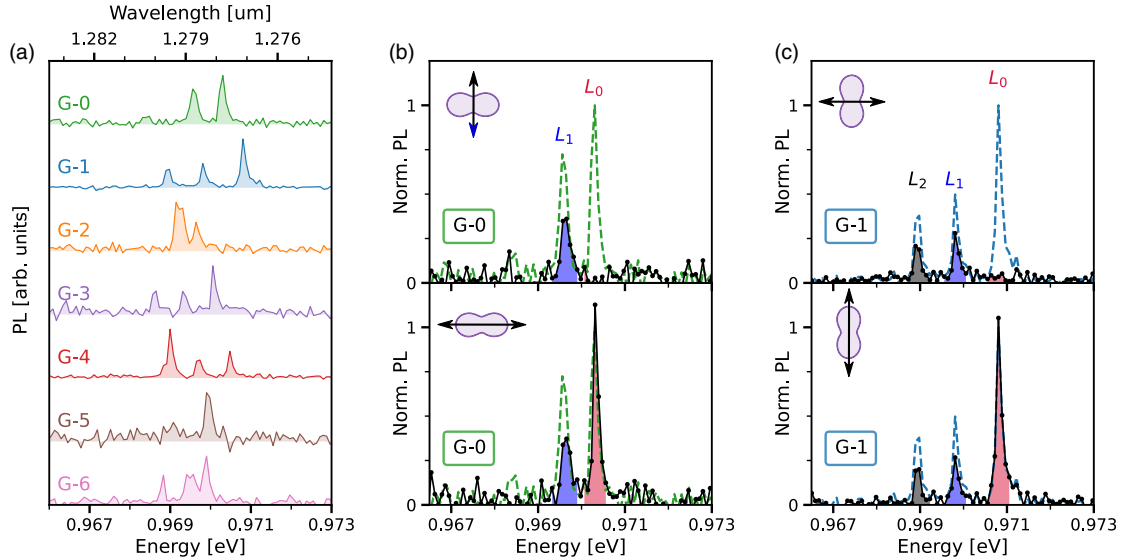 (a)
Wavelength [um]
1.282 1.279 1.276
PL [arb. units]
G-0
G-1
G-2
G-3
G-4
G-5
G-6
0.967 0.969 0.971 0.973
Energy [eV]
(b)
Norm. PL
1
0
L₁
L₀
G-0
Norm. PL
1
0
G-0
0.967 0.969 0.971 0.973
Energy [eV]
(c)
Norm. PL
1
0
L₂
L₁
L₀
G-1
Norm. PL
1
0
G-1
0.967 0.969 0.971 0.973
Energy [eV]